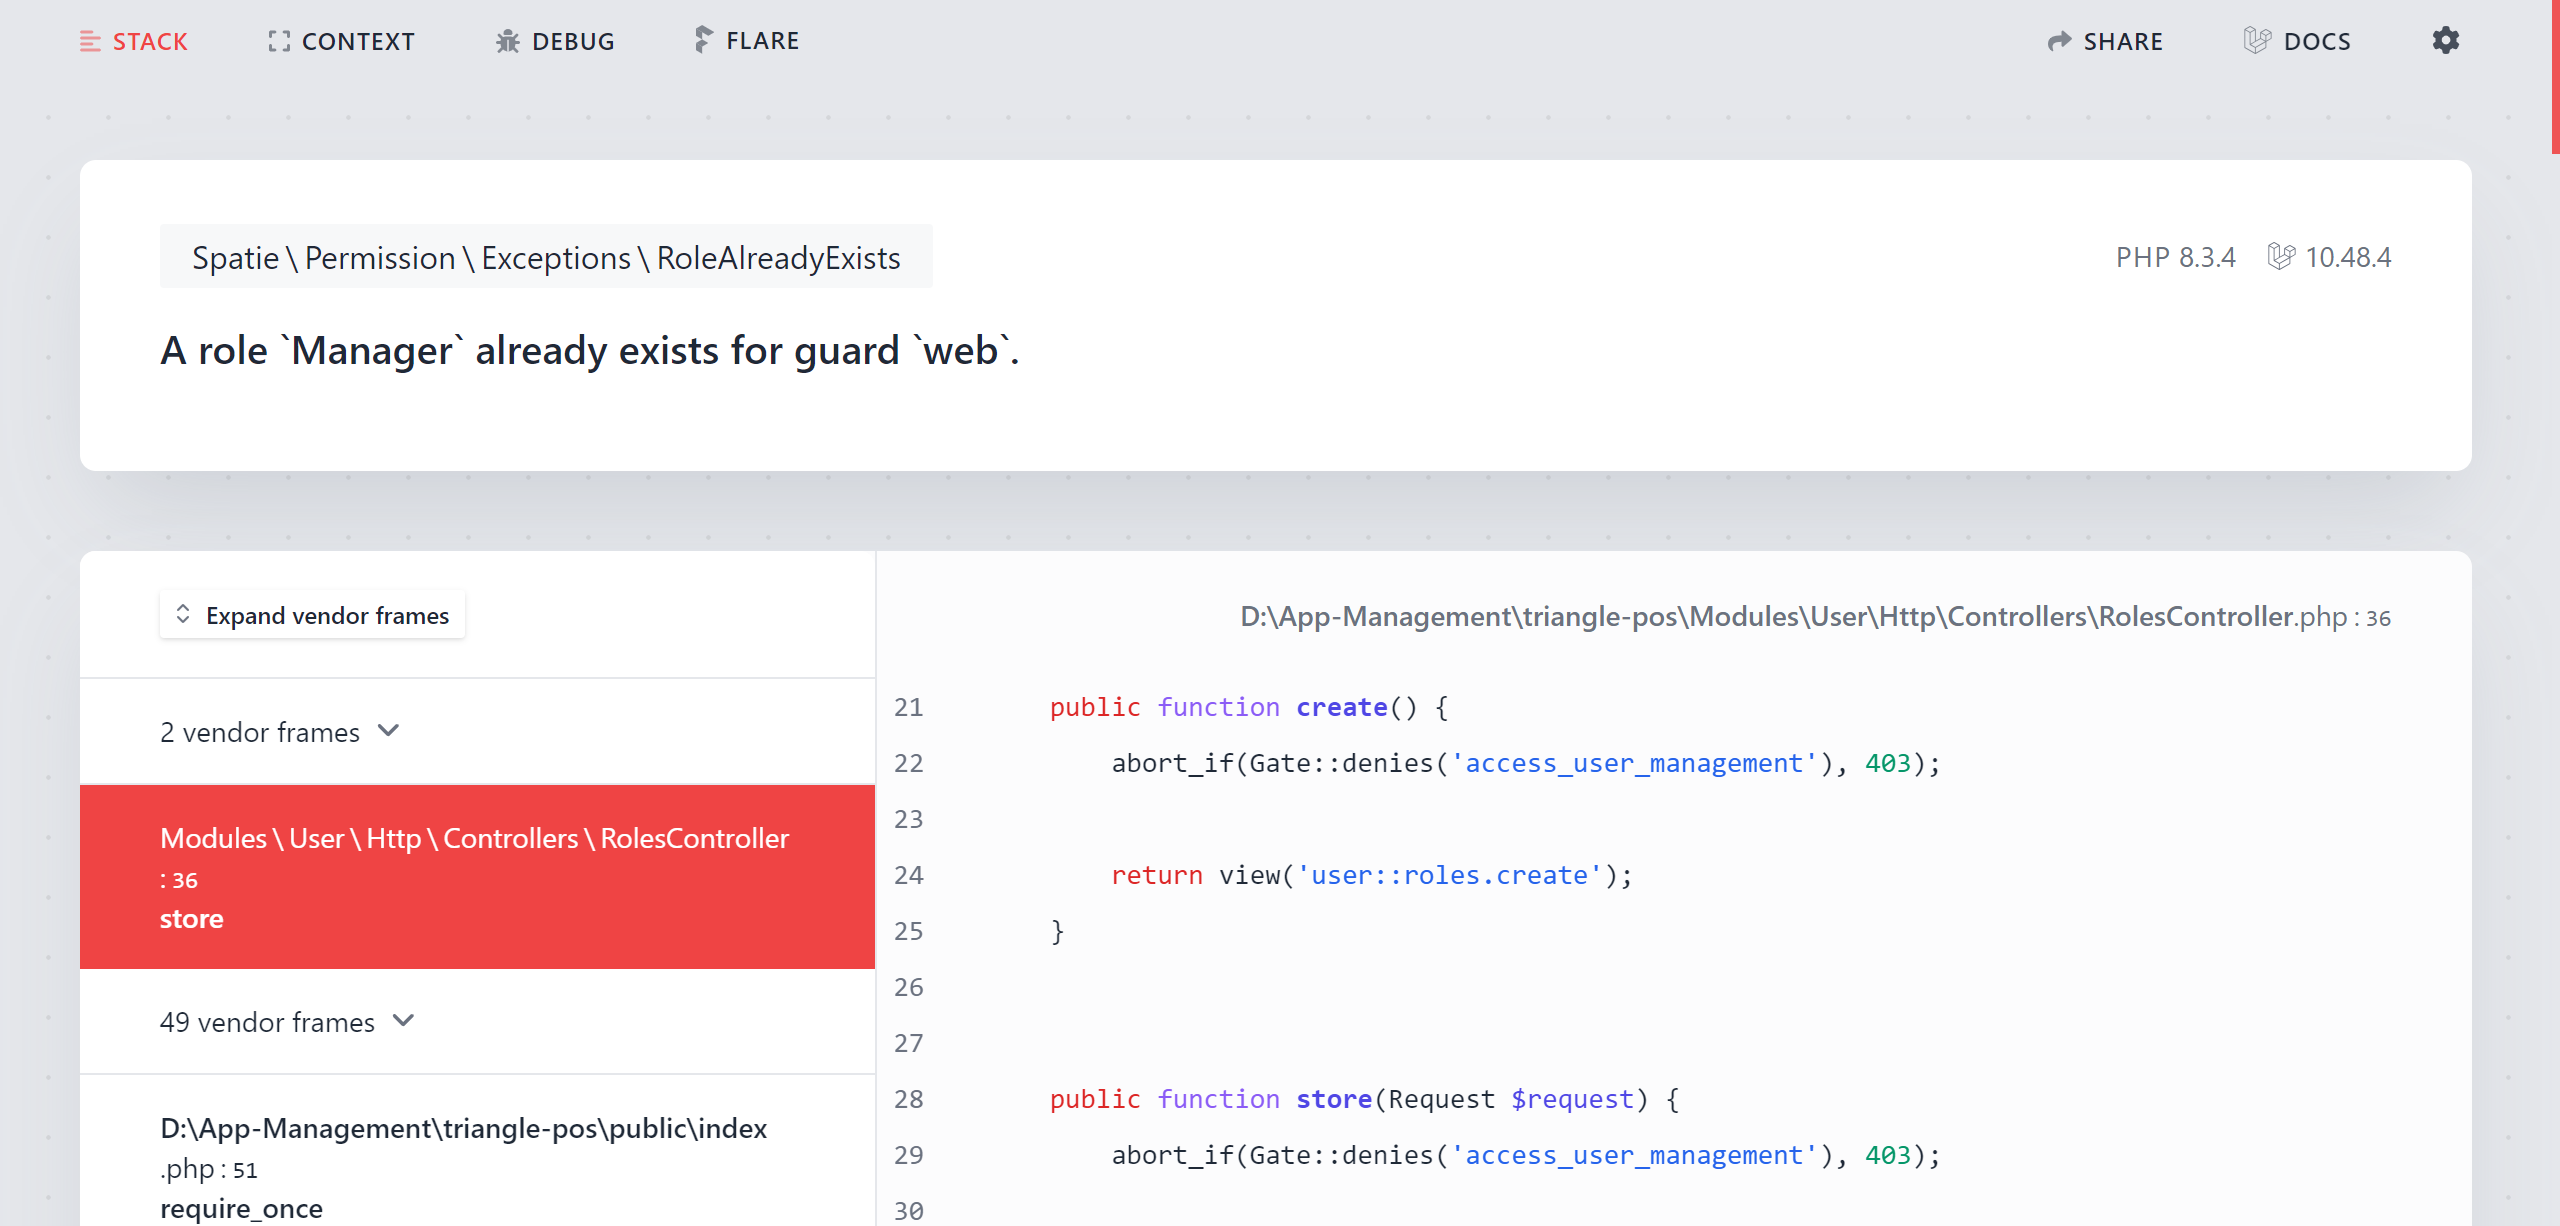 STACK CONTEXT DEBUG FLARE SHARE DOCS
Spatie\Permission\Exceptions\RoleAlreadyExists
PHP 8.3.4 10.48.4
A role `Manager` already exists for guard `web`.
Expand vendor frames
2 vendor frames
Modules\User\Http\Controllers\RolesController
: 36
store
49 vendor frames
D:\App-Management\triangle-pos\public\index
.php : 51
require_once
D:\App-Management\triangle-pos\Modules\User\Http\Controllers\RolesController.php : 36
21 public function create() {
22 abort_if(Gate::denies('access_user_management'), 403);
23
24 return view('user::roles.create');
25 }
26
27
28 public function store(Request $request) {
29 abort_if(Gate::denies('access_user_management'), 403);
30